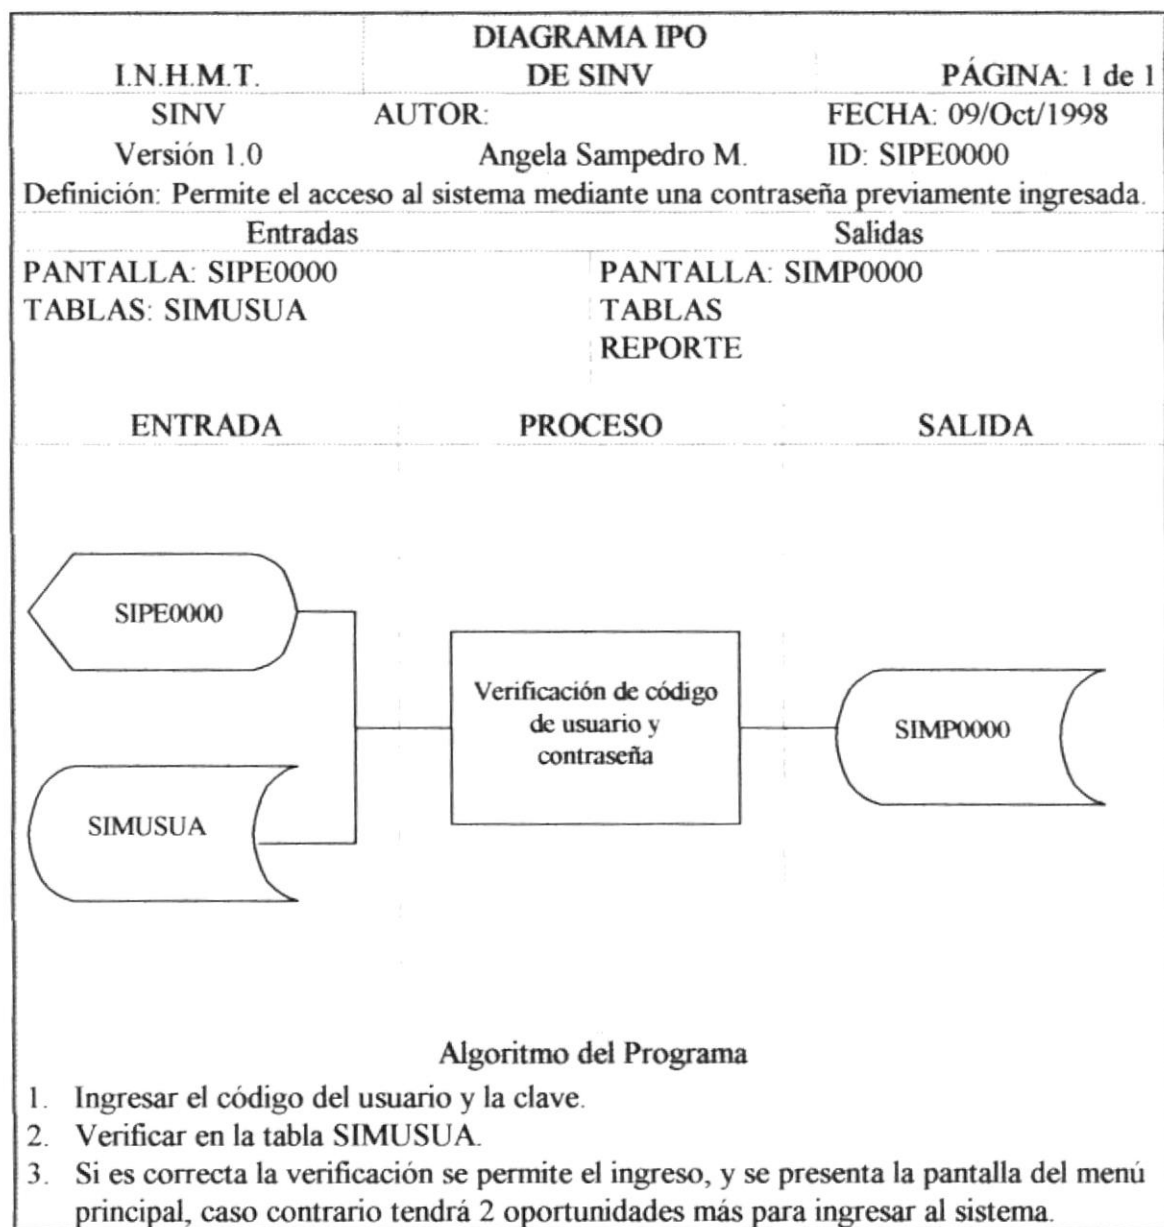 DIAGRAMA IPO
I.N.H.M.T. DE SINV PÁGINA: 1 de 1
SINV AUTOR: FECHA: 09/Oct/1998
Versión 1.0 Angela Sampedro M. ID: SIPE0000
Definición: Permite el acceso al sistema mediante una contraseña previamente ingresada.
Entradas Salidas
PANTALLA: SIPE0000 PANTALLA: SIMP0000
TABLAS: SIMUSUA TABLAS
REPORTE
ENTRADA PROCESO SALIDA
SIPE0000
Verificación de código
de usuario y
contraseña
SIMP0000
SIMUSUA
Algoritmo del Programa
1. Ingresar el código del usuario y la clave.
2. Verificar en la tabla SIMUSUA.
3. Si es correcta la verificación se permite el ingreso, y se presenta la pantalla del menú
principal, caso contrario tendrá 2 oportunidades más para ingresar al sistema.